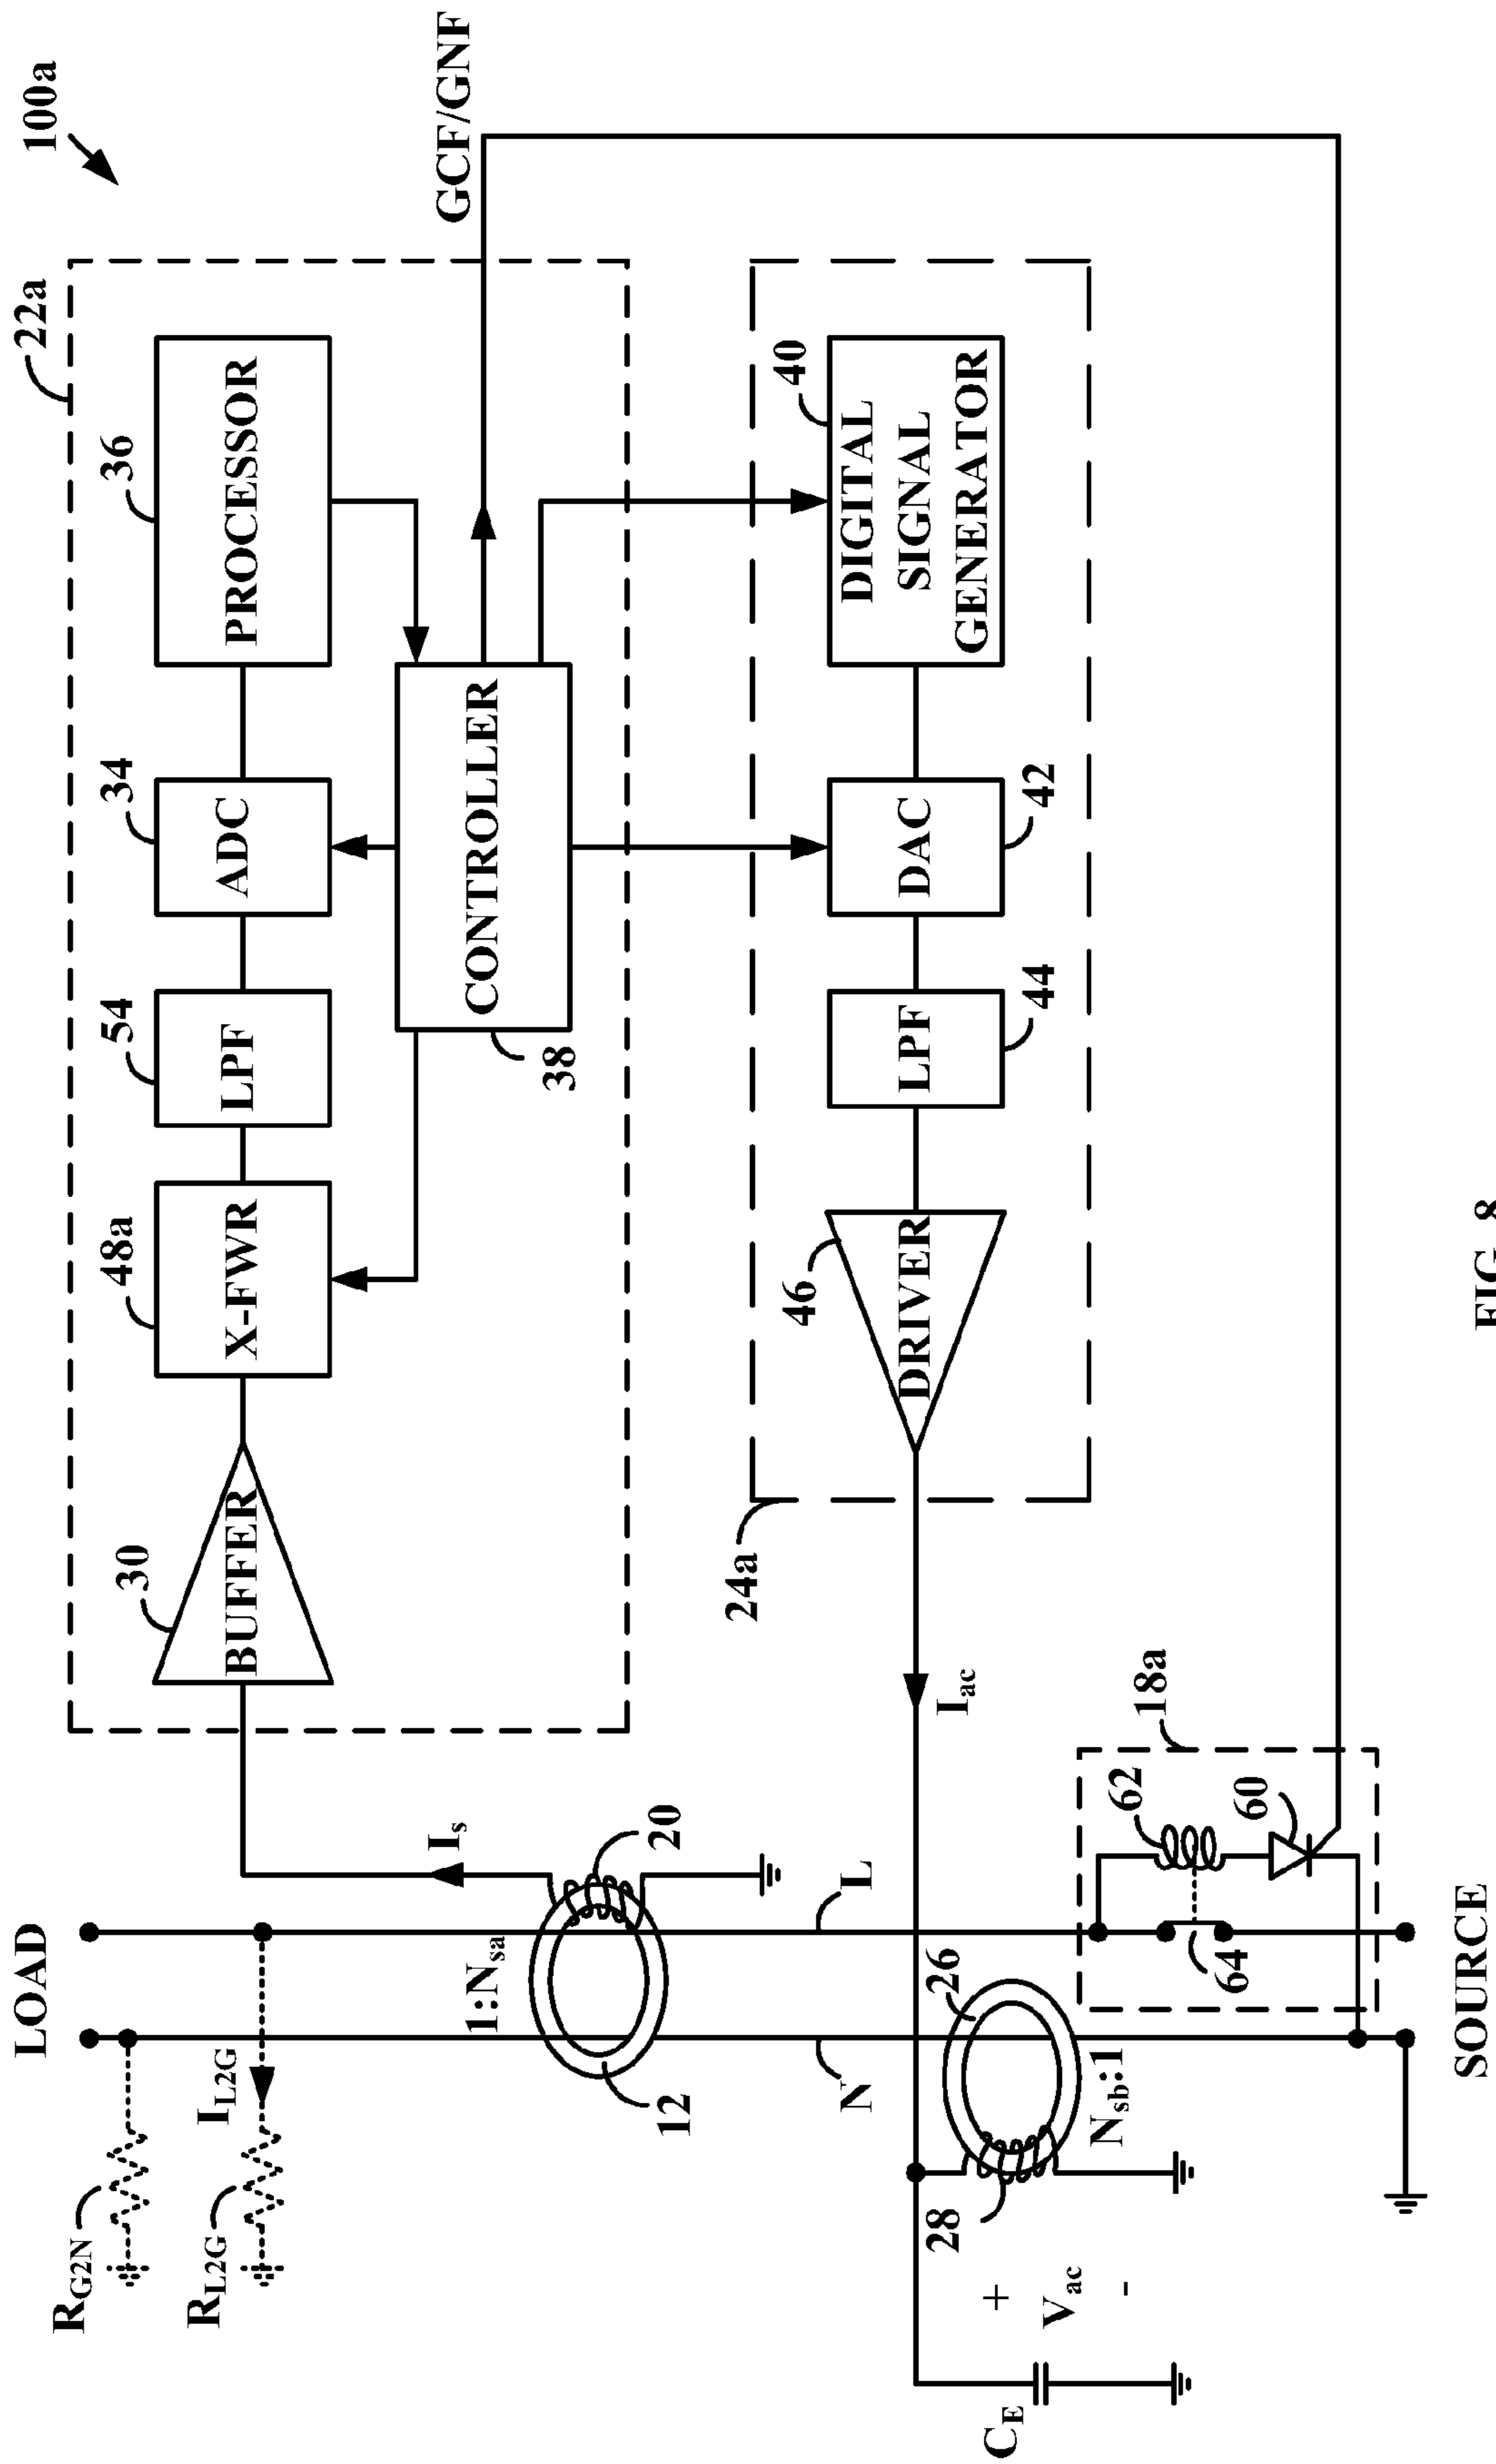 100a
22a
GCF/GNF
36
PROCESSOR
34
ADC
54
LPF
48a
X-FWR
30
BUFFER
CONTROLLER
38
40
DIGITAL
SIGNAL
GENERATOR
DAC
42
LPF
44
46
DRIVER
24a
Iac
Is
LOAD
20
1:Nsa
12
L
N
IL2G
RG2N
RL2G
26
28
Nsb:1
18a
62
60
64
CE
+
Vac
-
SOURCE
FIG. 8